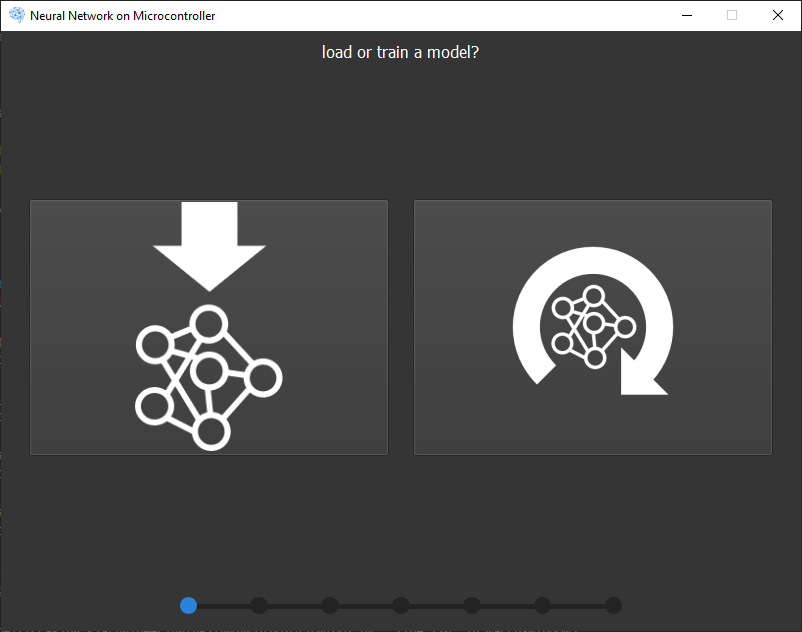 Neural Network on Microcontroller
load or train a model?